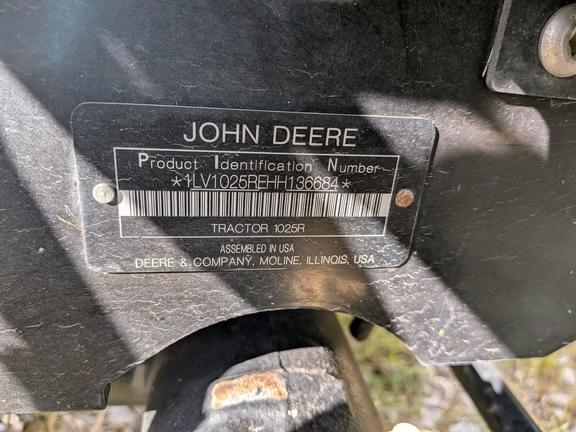 JOHN DEERE
Product Identification Number
*1LV1025REHH136684*
TRACTOR 1025R
ASSEMBLED IN USA
DEERE & COMPANY, MOLINE, ILLINOIS, USA